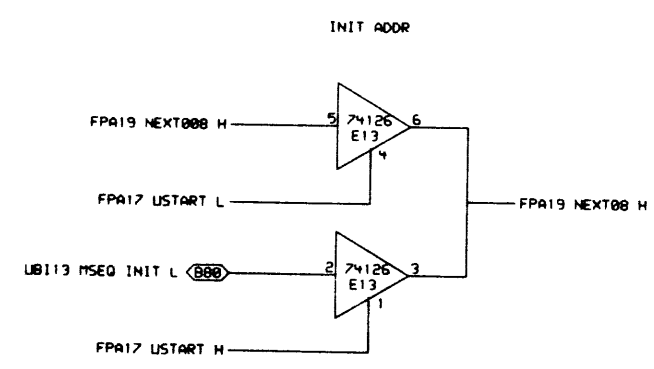 INIT ADDR
FPA19 NEXT008 H
5
74126
E13
6
4
FPA17 USTART L
FPA19 NEXT08 H
UBI13 MSEQ INIT L
B80
2
74126
E13
3
1
FPA17 USTART H